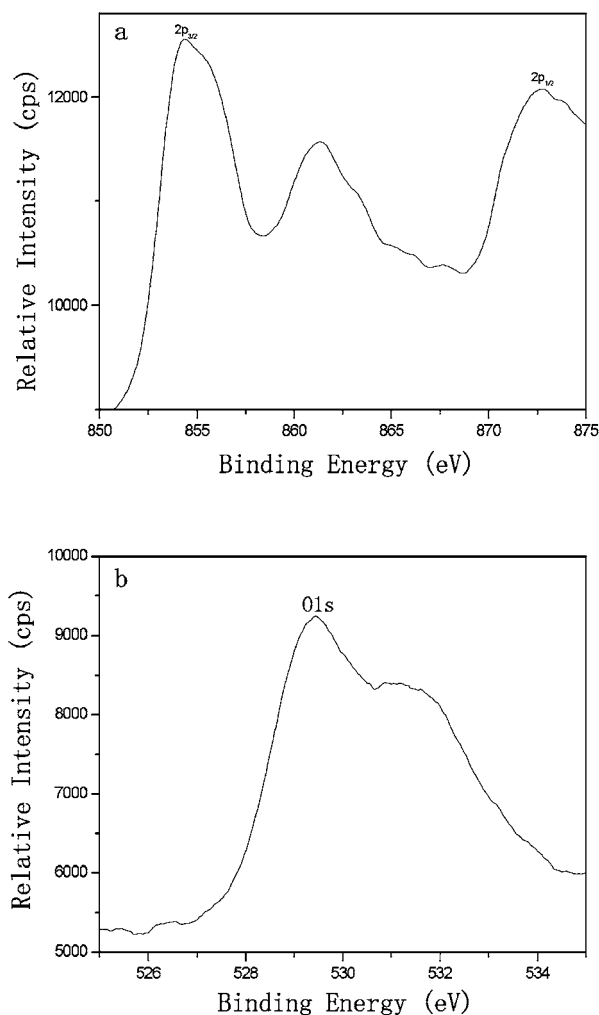 a
2p3/2
2p1/2
12000
10000
Relative Intensity (cps)
850 855 860 865 870 875
Binding Energy (eV)
b
O1s
10000
9000
8000
7000
6000
5000
Relative Intensity (cps)
526 528 530 532 534
Binding Energy (eV)